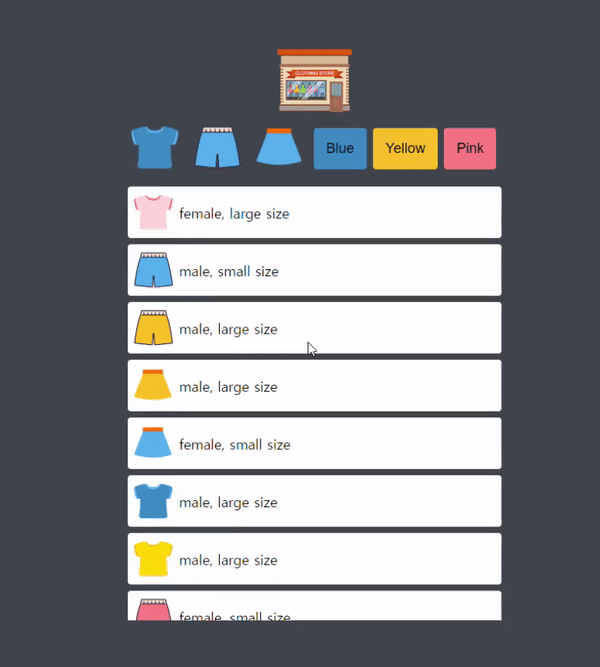 CLOTHING STORE
Blue
Yellow
Pink
female, large size
male, small size
male, large size
male, large size
female, small size
male, large size
male, large size
female, small size